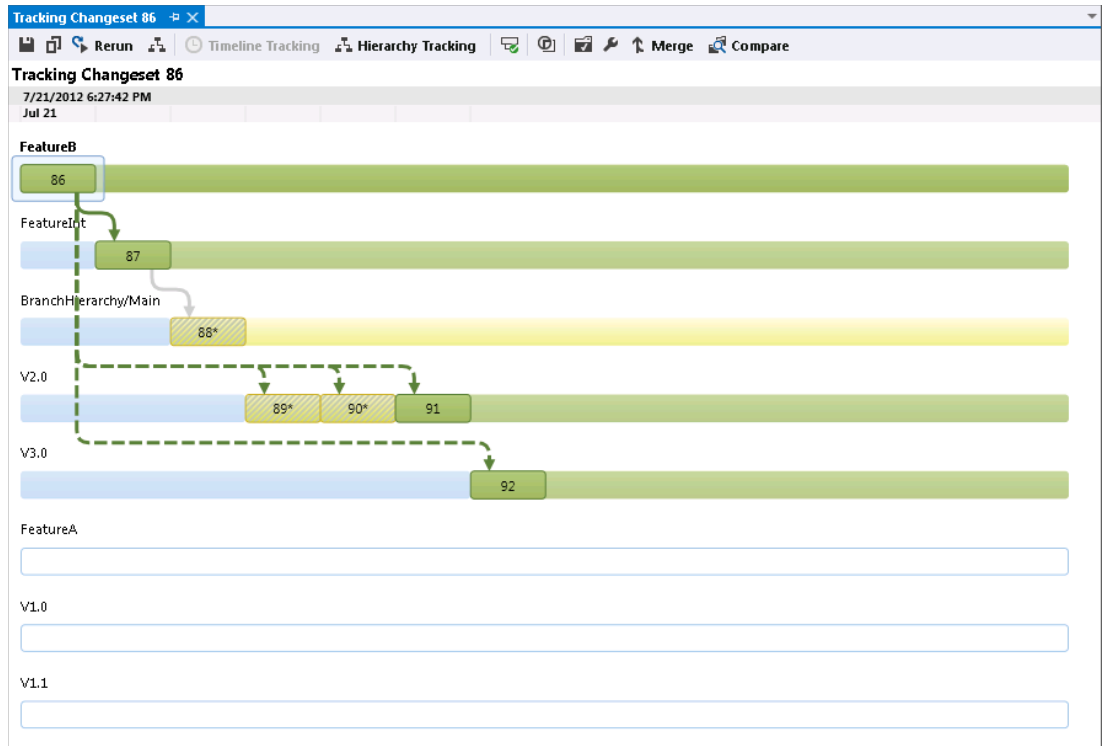 Tracking Changeset 86
Rerun Timeline Tracking Hierarchy Tracking Merge Compare
Tracking Changeset 86
7/21/2012 6:27:42 PM
Jul 21
FeatureB
86
FeatureInt
87
BranchHierarchy/Main
88*
V2.0
89* 90* 91
V3.0
92
FeatureA
V1.0
V1.1